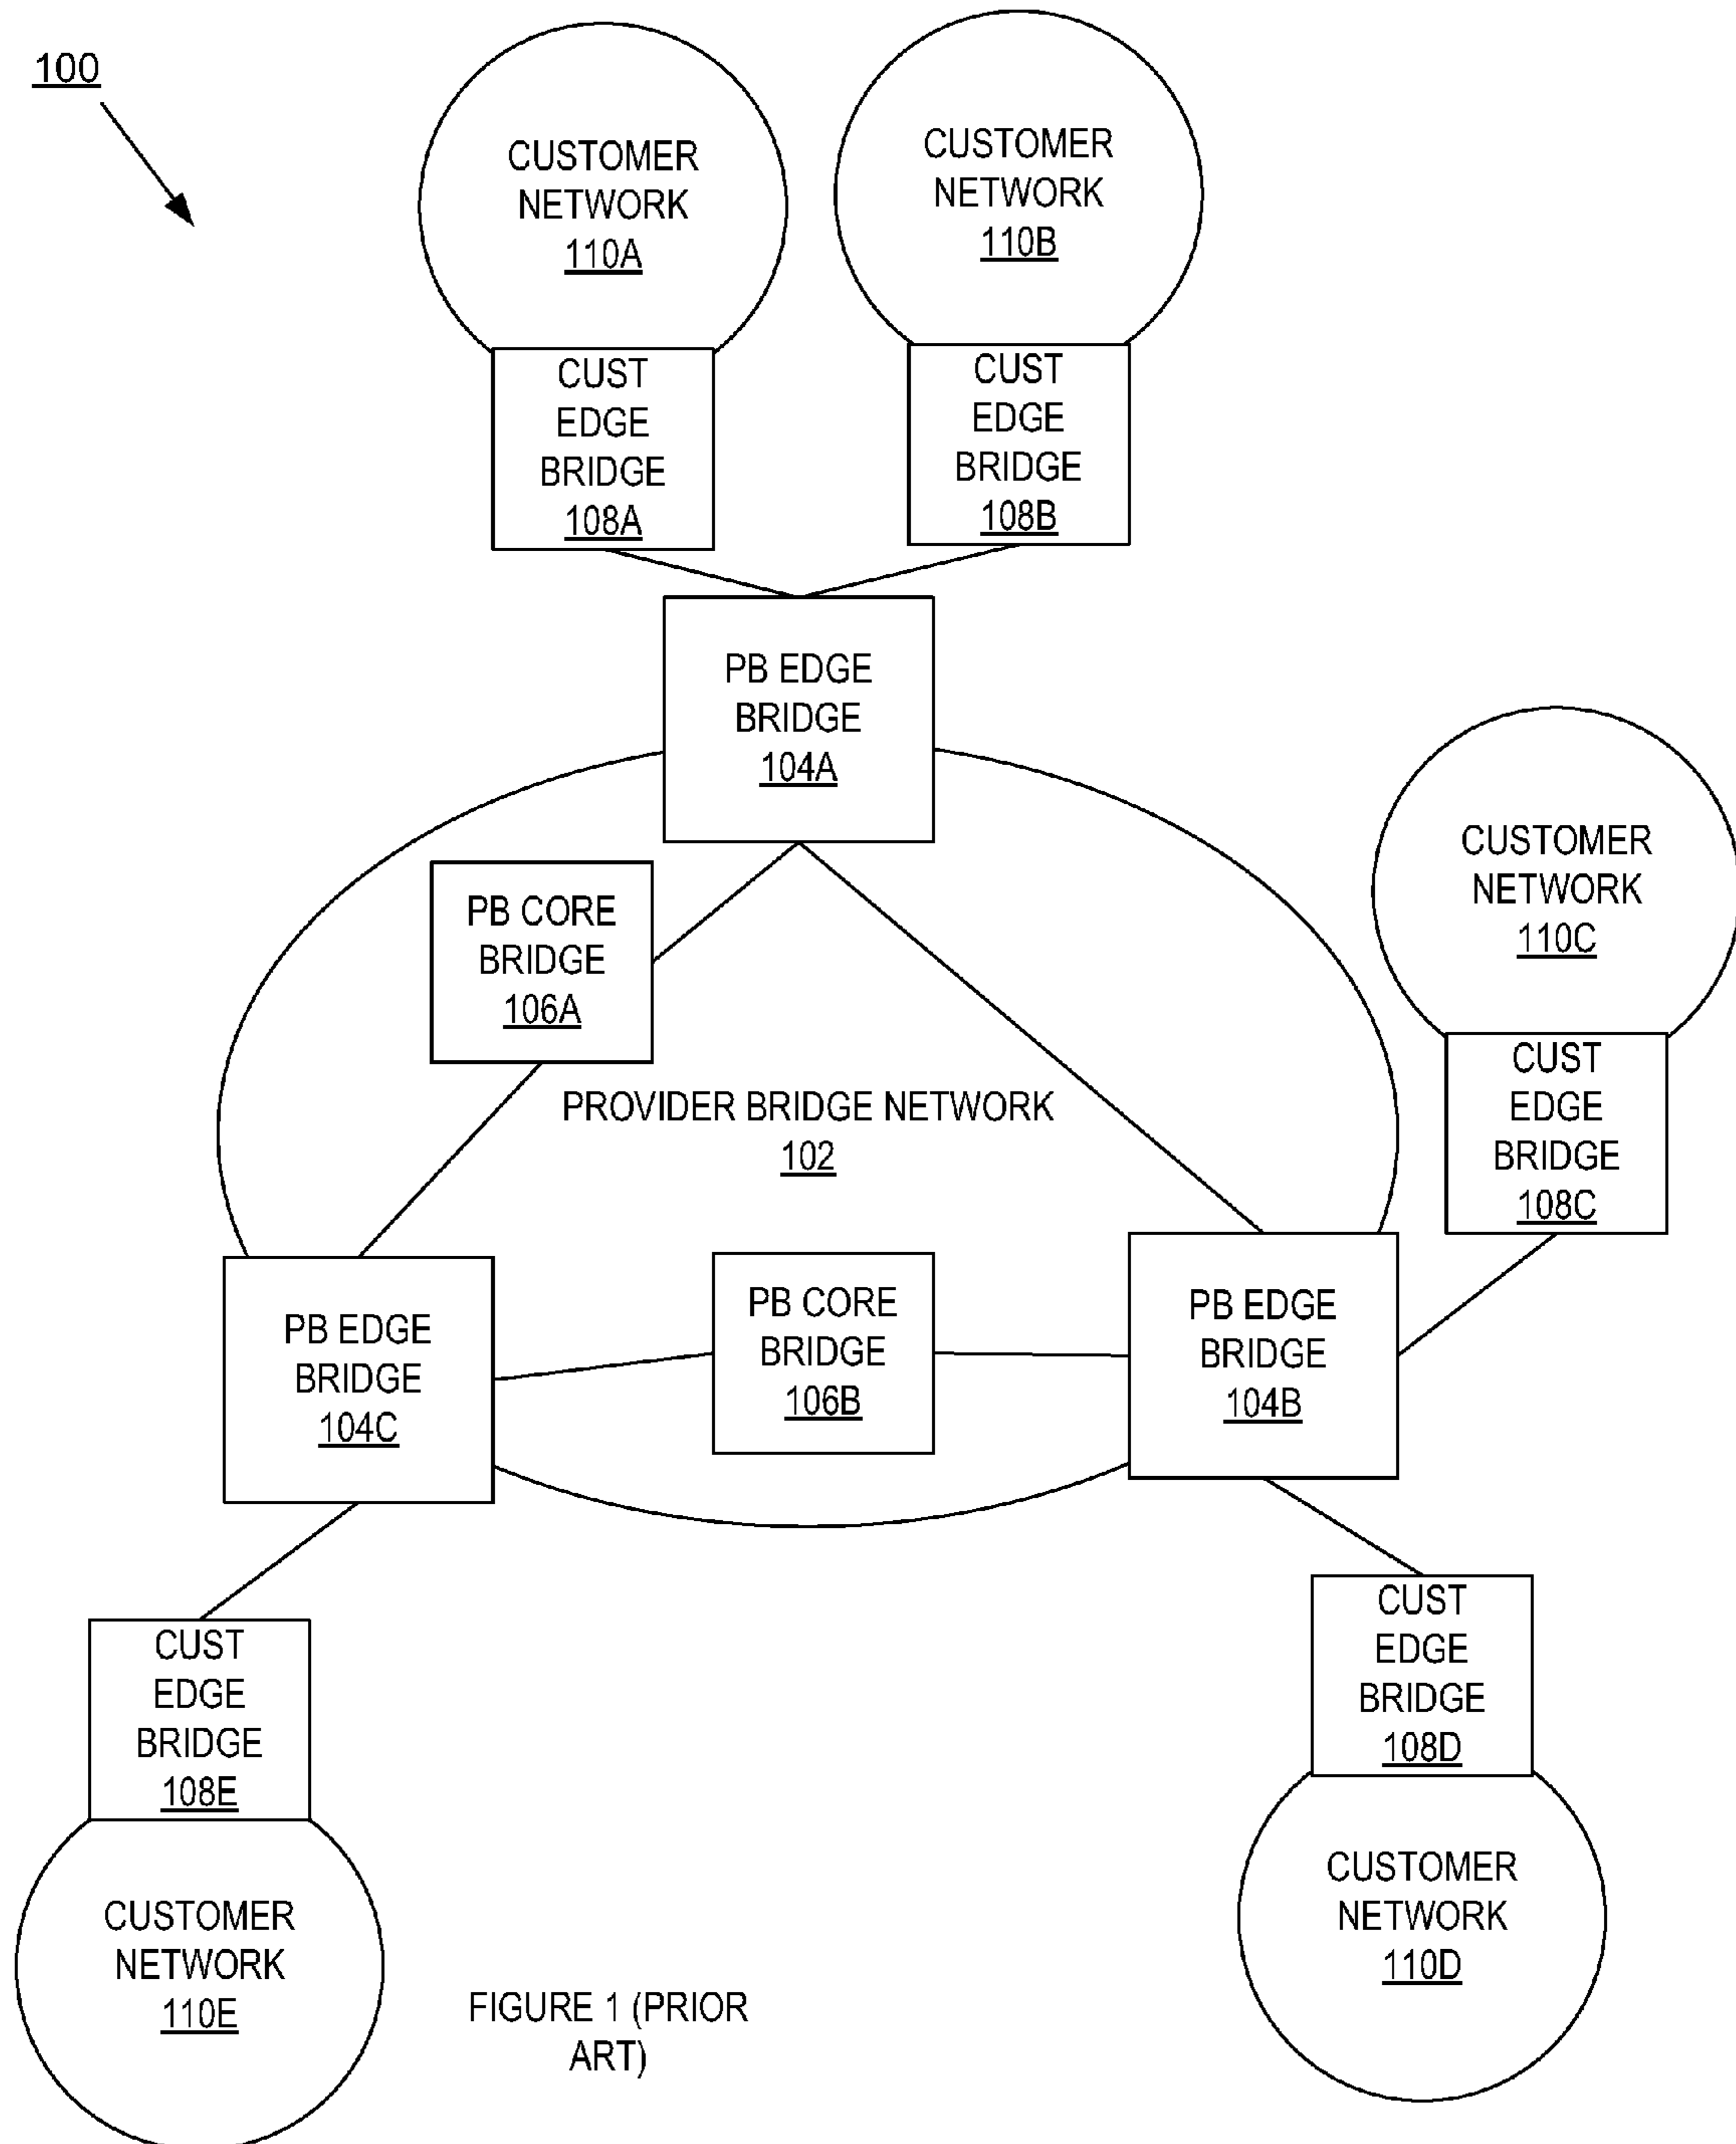 100
CUSTOMER
NETWORK
110A
CUSTOMER
NETWORK
110B
CUST
EDGE
BRIDGE
108A
CUST
EDGE
BRIDGE
108B
PB EDGE
BRIDGE
104A
CUSTOMER
NETWORK
110C
PB CORE
BRIDGE
106A
CUST
EDGE
BRIDGE
108C
PROVIDER BRIDGE NETWORK
102
PB EDGE
BRIDGE
104C
PB CORE
BRIDGE
106B
PB EDGE
BRIDGE
104B
CUST
EDGE
BRIDGE
108E
CUST
EDGE
BRIDGE
108D
CUSTOMER
NETWORK
110E
CUSTOMER
NETWORK
110D
FIGURE 1 (PRIOR
ART)